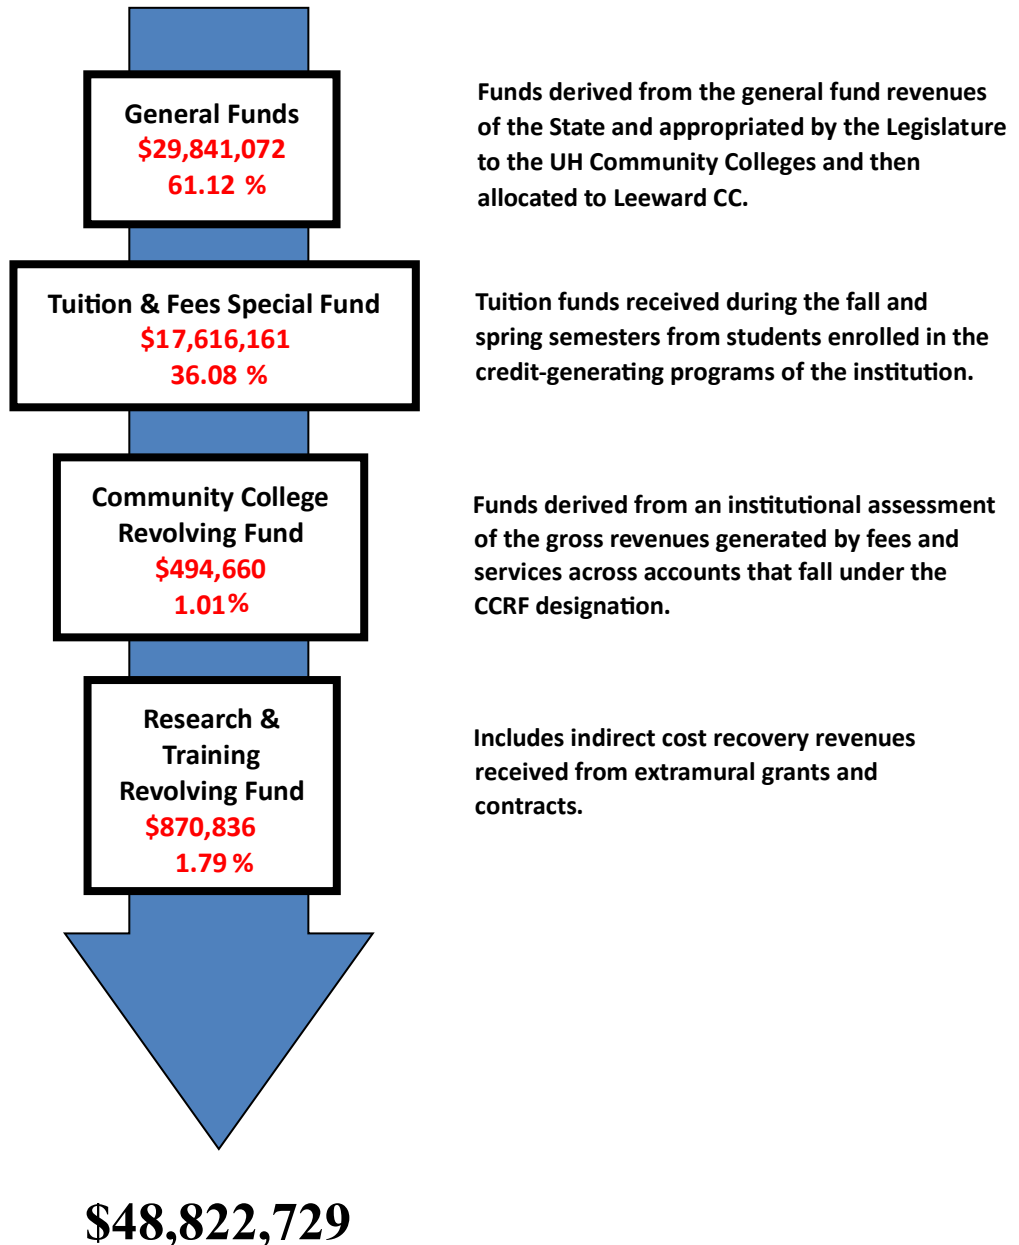 General Funds
$29,841,072
61.12 %
Funds derived from the general fund revenues
of the State and appropriated by the Legislature
to the UH Community Colleges and then
allocated to Leeward CC.
Tuition & Fees Special Fund
$17,616,161
36.08 %
Tuition funds received during the fall and
spring semesters from students enrolled in the
credit-generating programs of the institution.
Community College
Revolving Fund
$494,660
1.01%
Funds derived from an institutional assessment
of the gross revenues generated by fees and
services across accounts that fall under the
CCRF designation.
Research &
Training
Revolving Fund
$870,836
1.79 %
Includes indirect cost recovery revenues
received from extramural grants and
contracts.
$48,822,729